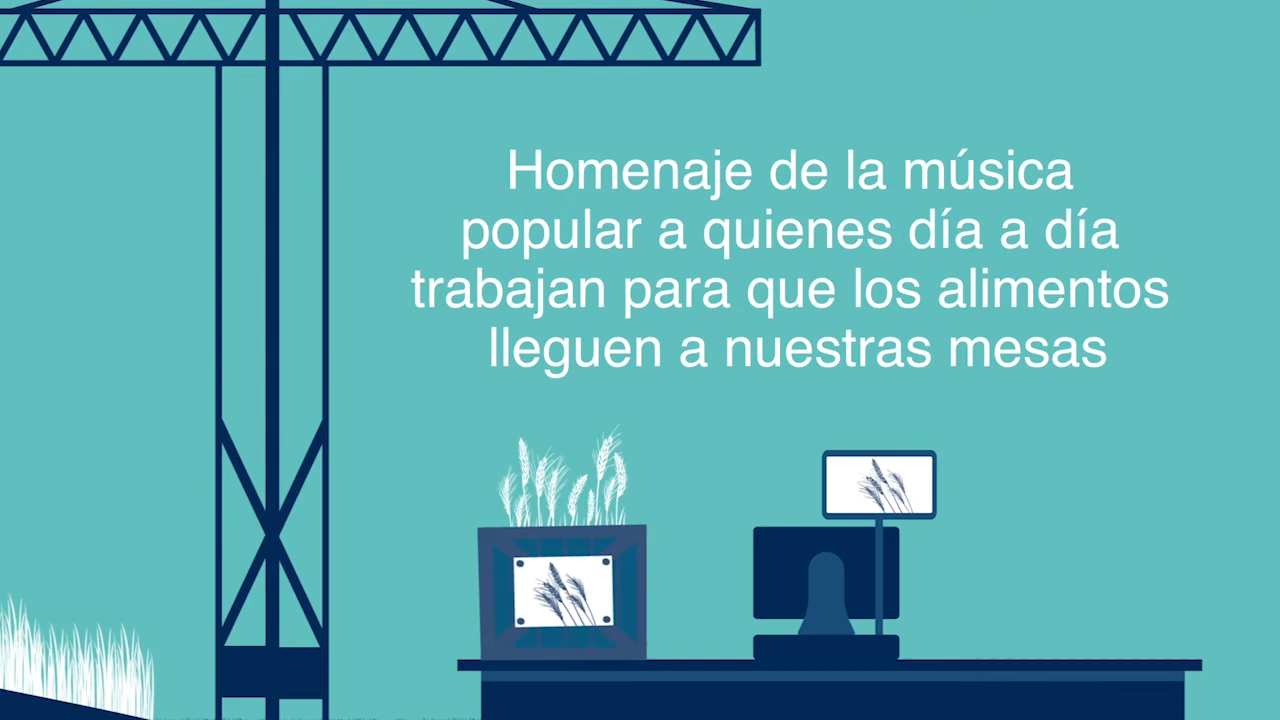 Homenaje de la música
popular a quienes día a día
trabajan para que los alimentos
lleguen a nuestras mesas